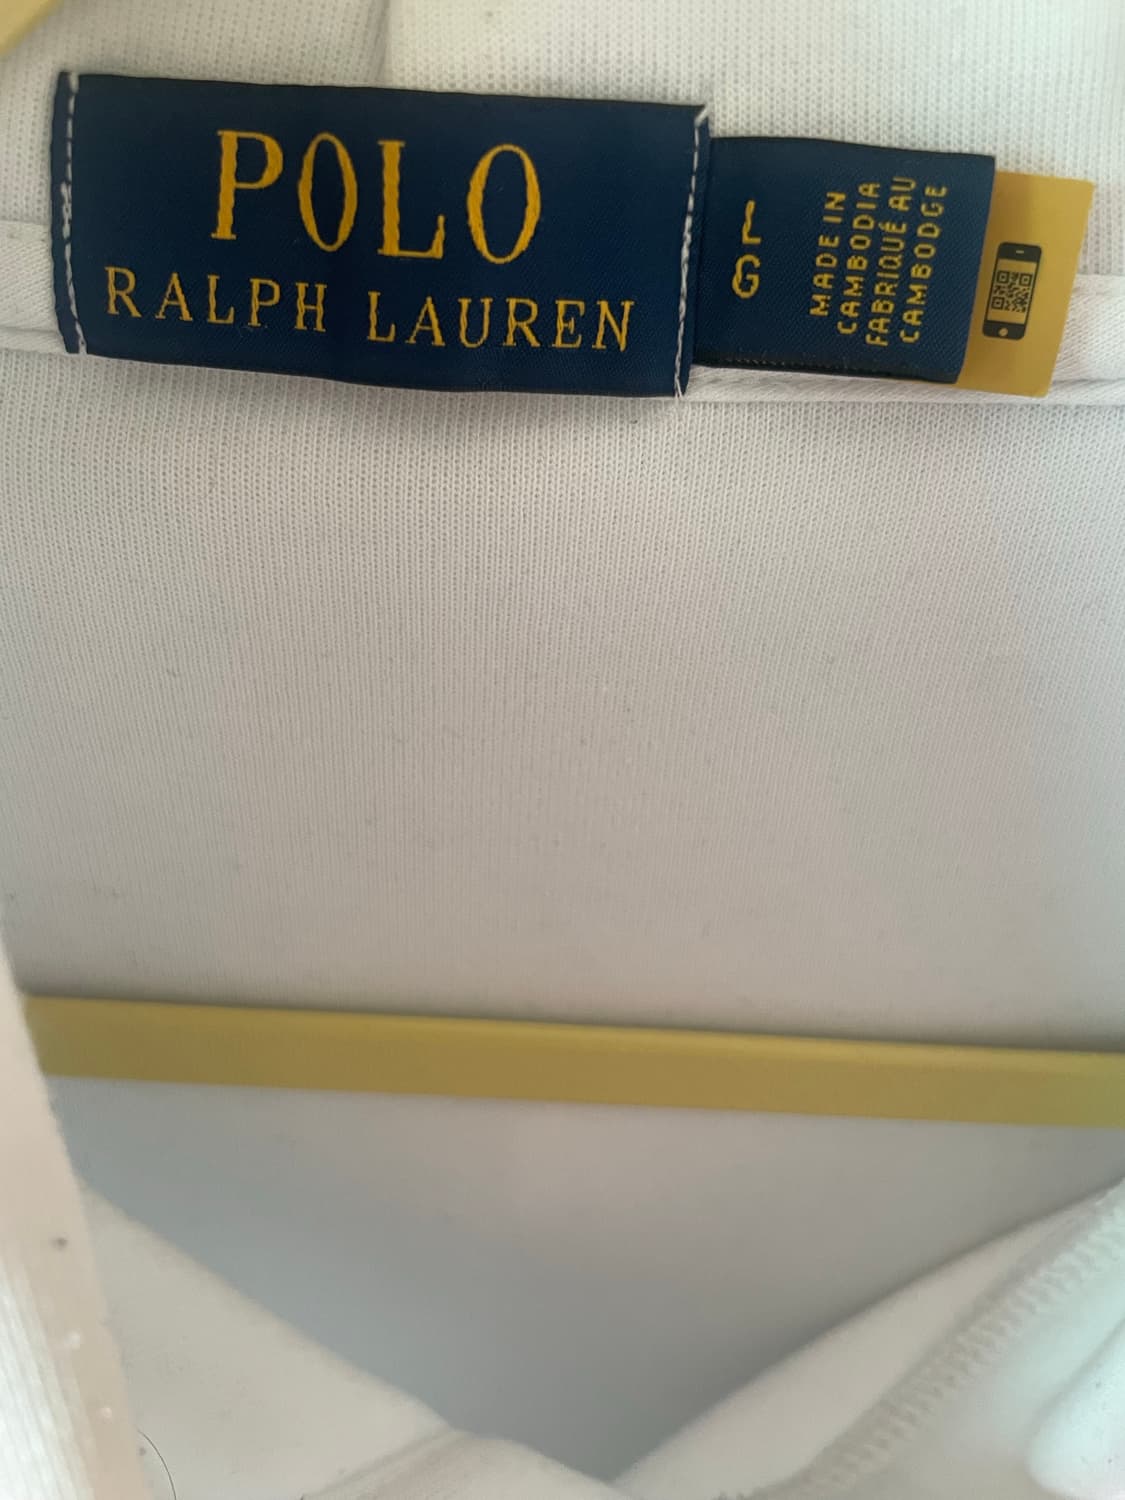 POLO
RALPH LAUREN
L
G
MADE IN
CAMBODIA
FABRIQUÉ AU
CAMBODGE